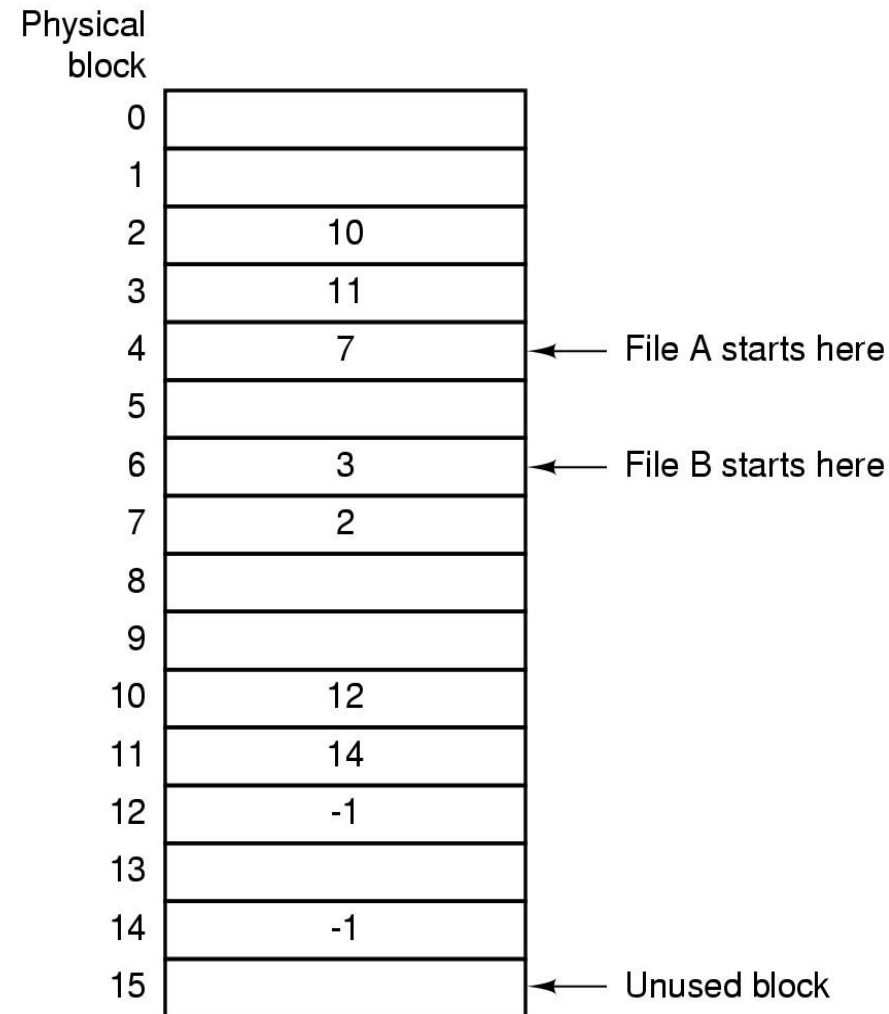 Physical
block
0
1
2 10
3 11
4 7 File A starts here
5
6 3 File B starts here
7 2
8
9
10 12
11 14
12 -1
13
14 -1
15 Unused block